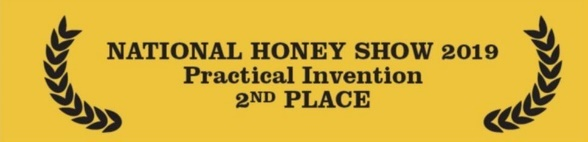 NATIONAL HONEY SHOW 2019
Practical Invention
2ND PLACE